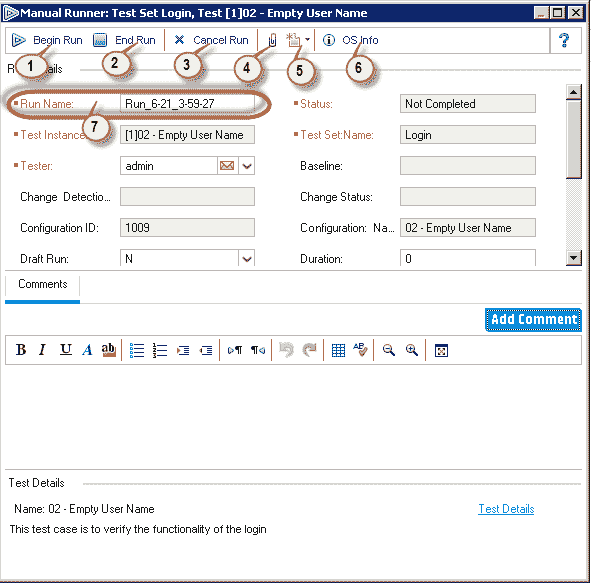 Manual Runner: Test Set Login, Test [1]02 - Empty User Name
Begin Run End Run Cancel Run OS Info ?
1 2 3 4 5 6
Details
Run Name: Run_6-21_3-59-27 Status: Not Completed
7
Test Instance [1]02 - Empty User Name Test Set:Name: Login
Tester: admin Baseline:
Change Detectio... Change Status:
Configuration ID: 1009 Configuration: Na... 02 - Empty User Name
Draft Run: N Duration: 0
Comments
Add Comment
B I U A ab
Test Details
Name: 02 - Empty User Name Test Details
This test case is to verify the functionality of the login